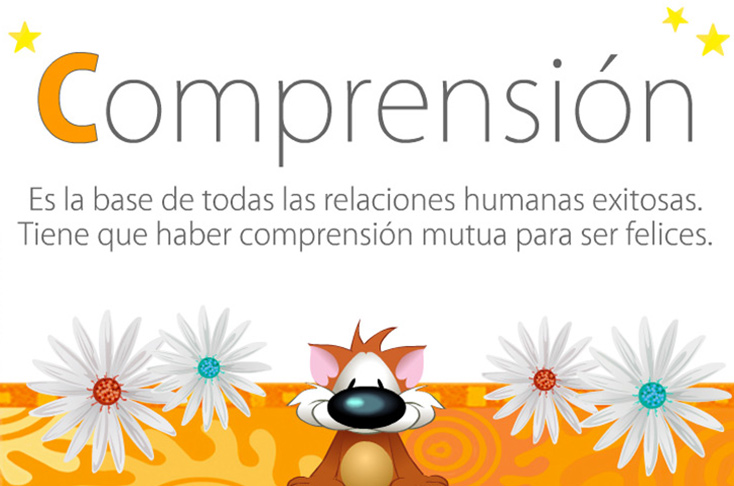 Comprensión
Es la base de todas las relaciones humanas exitosas.
Tiene que haber comprensión mutua para ser felices.